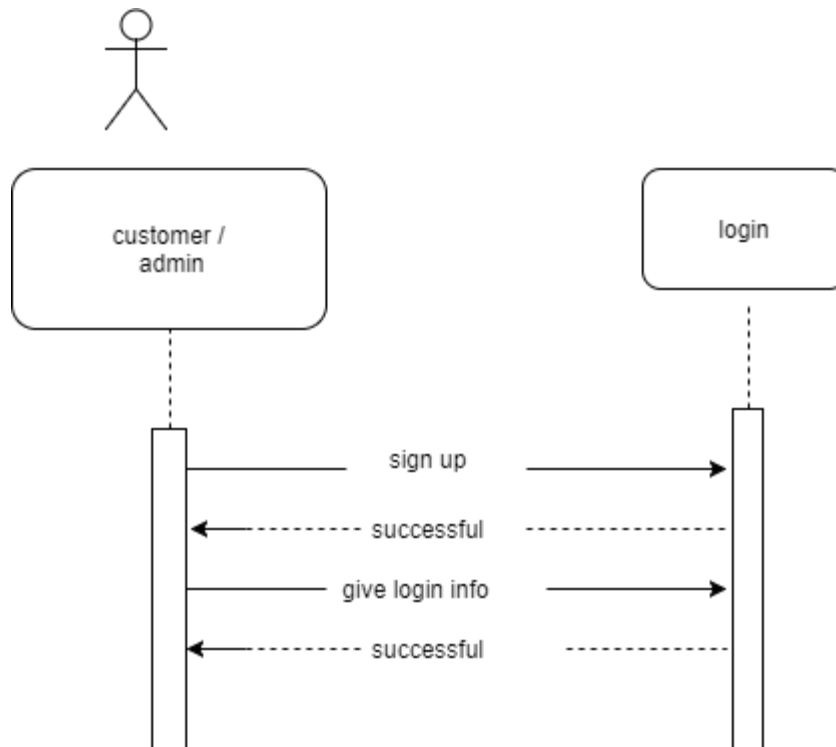 customer /
admin
login
sign up
successful
give login info
successful